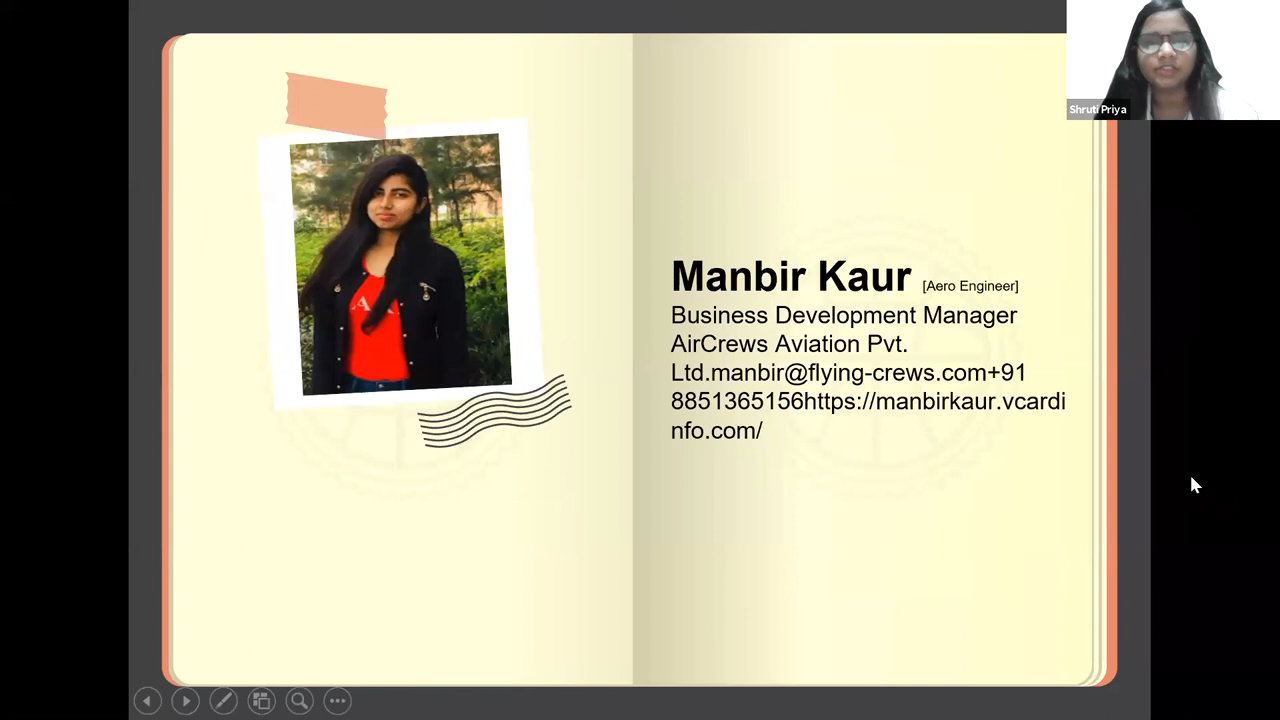 Shruti Priya
Manbir Kaur [Aero Engineer]
Business Development Manager
AirCrews Aviation Pvt.
Ltd.manbir@flying-crews.com+91
8851365156https://manbirkaur.vcardi
nfo.com/